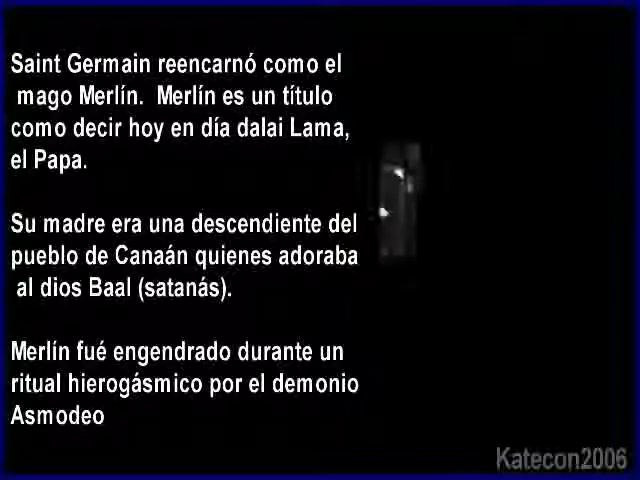 Saint Germain reencarnó como el
mago Merlín. Merlín es un título
como decir hoy en día dalai Lama,
el Papa.
Su madre era una descendiente del
pueblo de Canaán quienes adoraba
al dios Baal (satanás).
Merlín fué engendrado durante un
ritual hierogásmico por el demonio
Asmodeo
Katecon2006